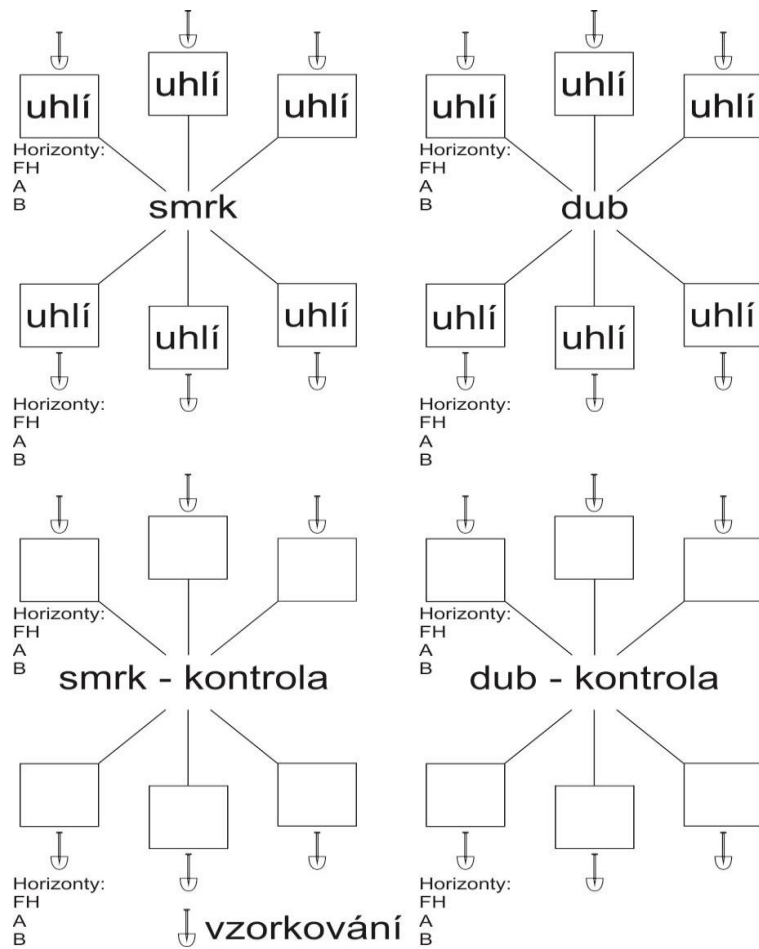 uhlí
uhlí
uhlí
Horizonty:
FH
A
B
smrk
uhlí
uhlí
uhlí
Horizonty:
FH
A
B
uhlí
uhlí
uhlí
Horizonty:
FH
A
B
dub
uhlí
uhlí
uhlí
Horizonty:
FH
A
B
Horizonty:
FH
A
B
smrk - kontrola
Horizonty:
FH
A
B
Horizonty:
FH
A
B
dub - kontrola
Horizonty:
FH
A
B
vzorkování